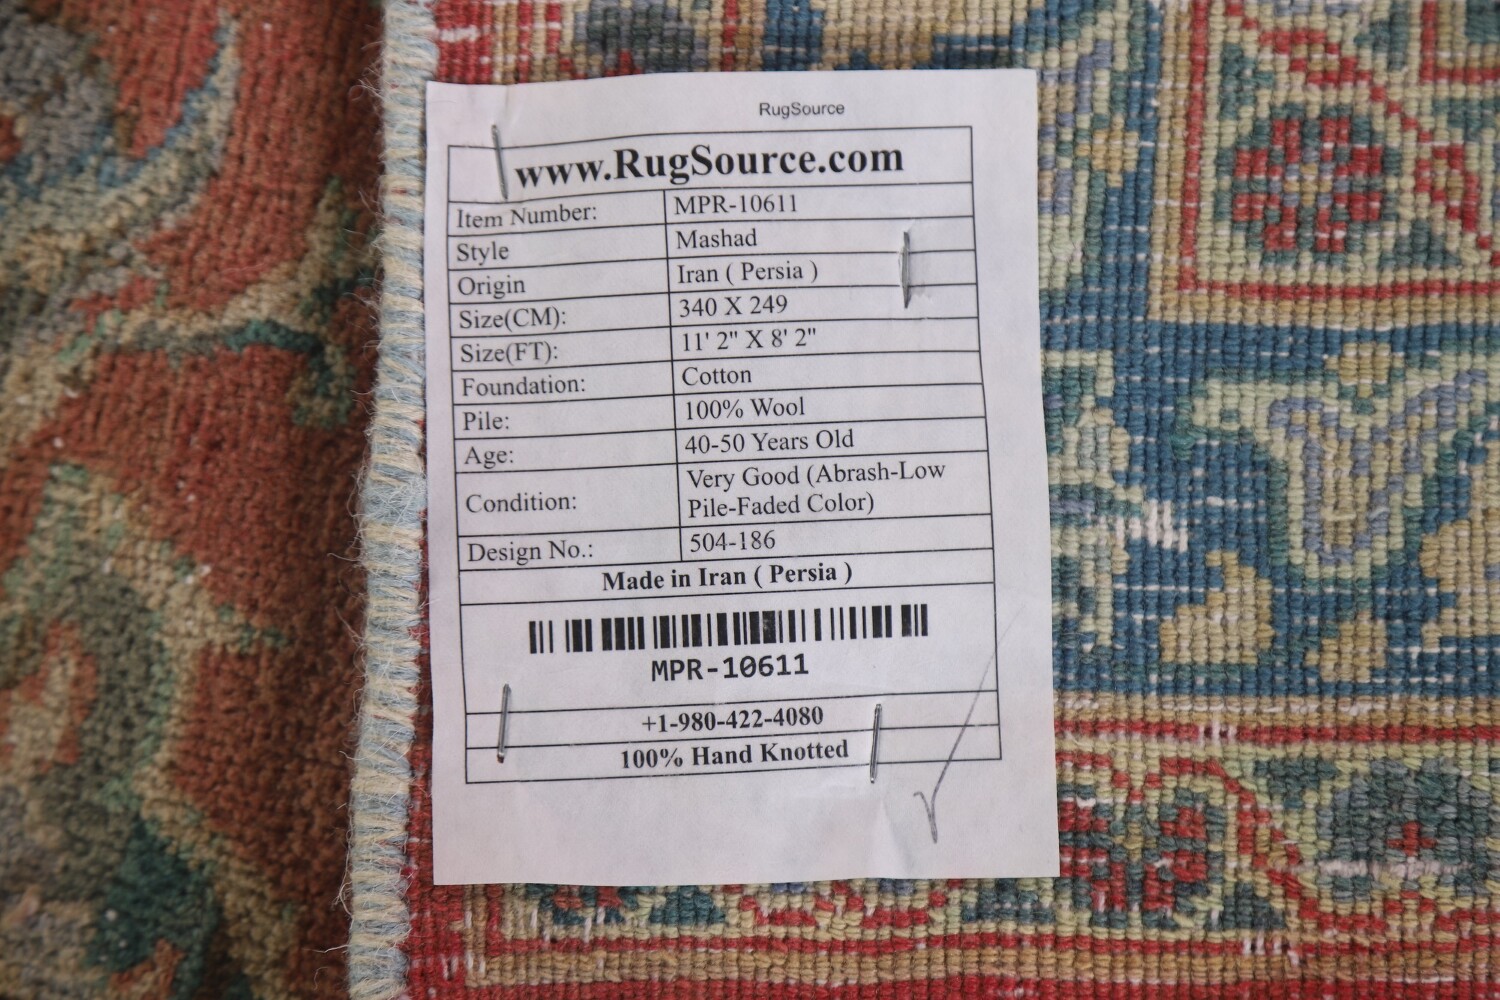 RugSource
www.RugSource.com
Item Number: MPR-10611
Style Mashad
Origin Iran ( Persia )
Size(CM): 340 X 249
Size(FT): 11' 2" X 8' 2"
Foundation: Cotton
Pile: 100% Wool
Age: 40-50 Years Old
Condition: Very Good (Abrash-Low
Pile-Faded Color)
Design No.: 504-186
Made in Iran ( Persia )
MPR-10611
+1-980-422-4080
100% Hand Knotted